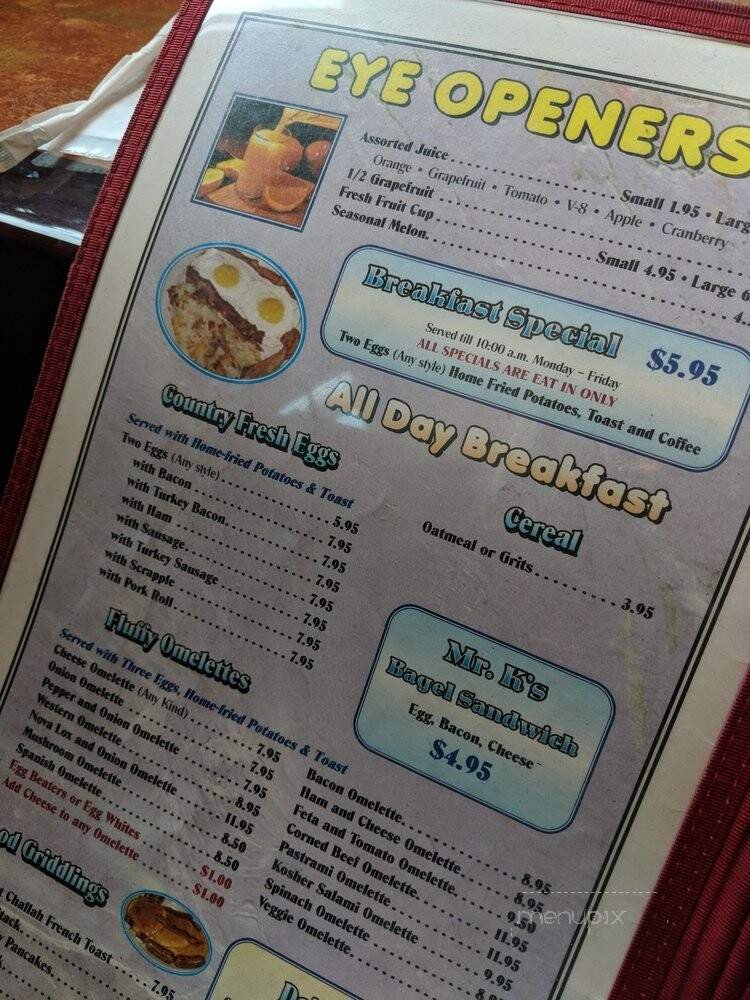 EYE OPENERS
Assorted Juice Small 1.95 •
Orange • Grapefruit • Tomato • V-8 • Apple • Cranberry
1/2 Grapefruit
Fresh Fruit Cup Small 4.95 • Large
Seasonal Melon
Breakfast Special
Served till 10:00 a.m. Monday – Friday
$5.95
ALL SPECIALS ARE EAT IN ONLY
Two Eggs (Any style) Home Fried Potatoes, Toast and Coffee
All Day Breakfast
Country Fresh Eggs
Served with Home-fried Potatoes & Toast
Two Eggs (Any style) 5.95
with Bacon 7.95
with Turkey Bacon 7.95
with Ham 7.95
with Sausage 7.95
with Turkey Sausage 7.95
with Scrapple 7.95
with Pork Roll 7.95
Cereal
Oatmeal or Grits 3.95
Mr. K's
Bagel Sandwich
Egg, Bacon, Cheese
$4.95
Fluffy Omelettes
Served with Three Eggs, Home-fried Potatoes & Toast
Cheese Omelette (Any Kind) 7.95
Onion Omelette 7.95
Pepper and Onion Omelette 7.95
Western Omelette 8.95
Nova Lox and Onion Omelette 11.95
Mushroom Omelette 8.50
Spanish Omelette 8.50
Egg Beaters or Egg Whites $1.00
Add Cheese to any Omelette $1.00
Bacon Omelette 8.95
Ham and Cheese Omelette 8.95
Feta and Tomato Omelette 9.50
Corned Beef Omelette 11.95
Pastrami Omelette 11.95
Kosher Salami Omelette 9.95
Spinach Omelette
Veggie Omelette
Griddlings
Challah French Toast 7.95
Pancakes
menupix